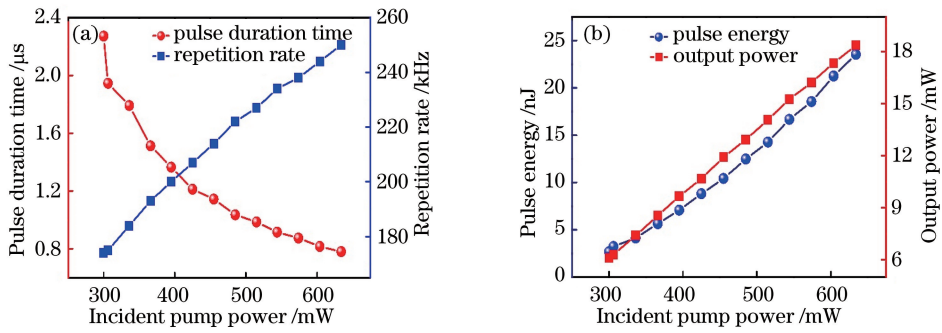 (a)
pulse duration time
repetition rate
Pulse duration time /μs
2.4
2.0
1.6
1.2
0.8
260
240
220
200
180
Repetition rate /kHz
300 400 500 600
Incident pump power /mW
(b)
pulse energy
output power
Pulse energy /nJ
25
20
15
10
5
0
18
15
12
9
6
Output power /mW
300 400 500 600
Incident pump power /mW